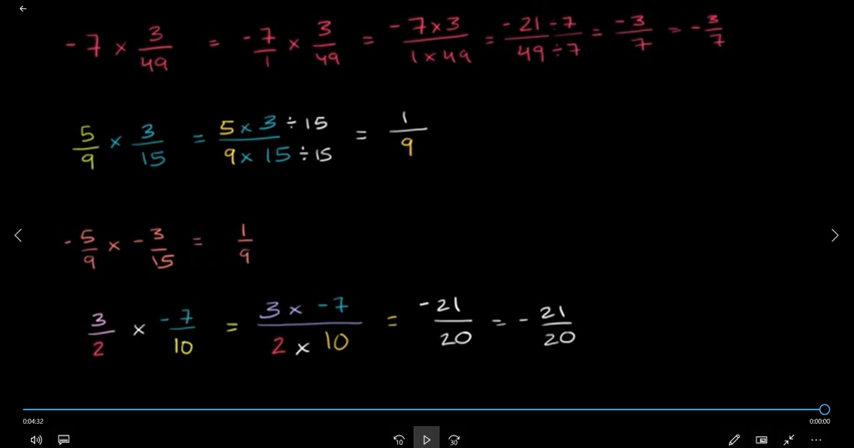 -7 × 3/49 = -7/1 × 3/49 = -7×3/1×49 = -21÷7/49÷7 = -3/7 = -3/7
5/9 × 3/15 = 5×3÷15/9×15÷15 = 1/9
-5/9 × -3/15 = 1/9
3/2 × -7/10 = 3×-7/2×10 = -21/20 = -21/20
0:04:32
0:00:00
10
30